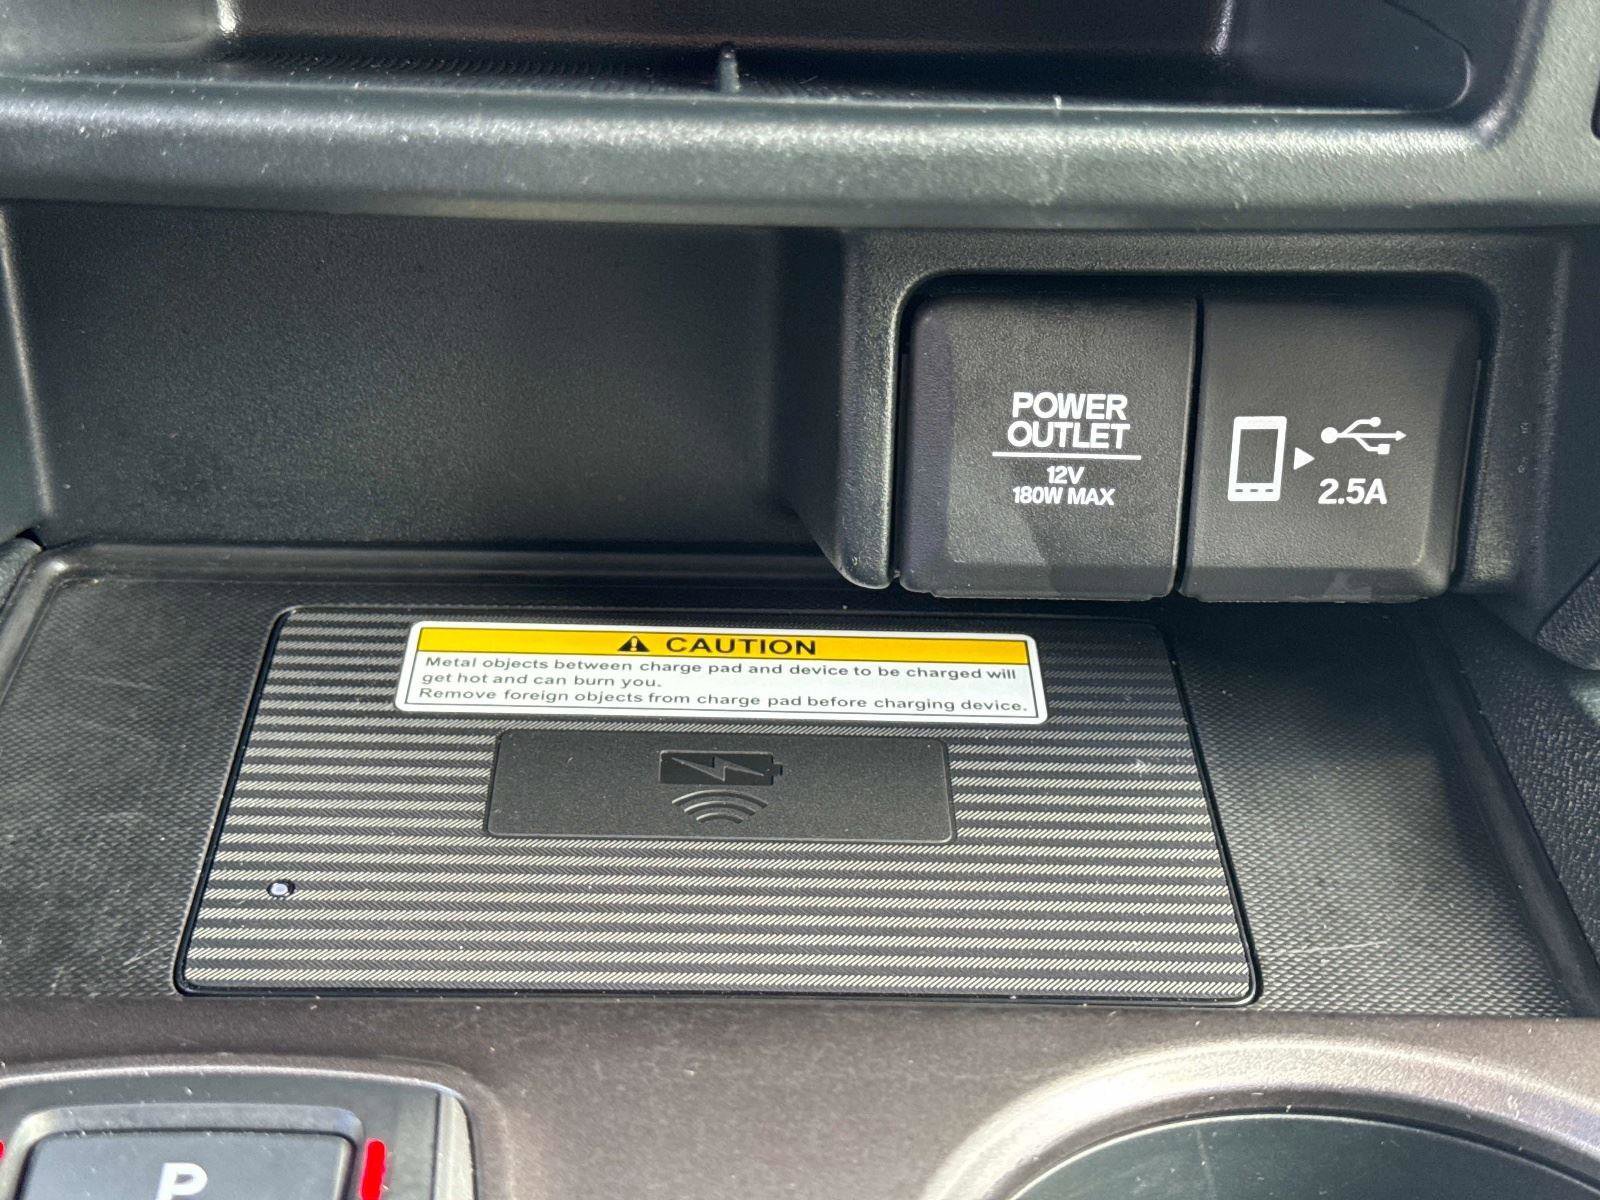 POWER
OUTLET
12V
180W MAX
2.5A
CAUTION
Metal objects between charge pad and device to be charged will
get hot and can burn you.
Remove foreign objects from charge pad before charging device.
P